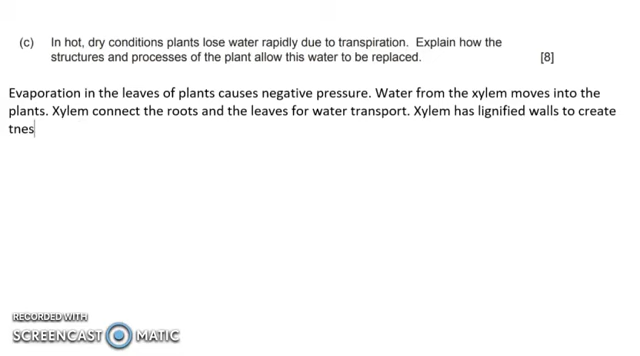 (c) In hot, dry conditions plants lose water rapidly due to transpiration. Explain how the
structures and processes of the plant allow this water to be replaced. [8]
Evaporation in the leaves of plants causes negative pressure. Water from the xylem moves into the
plants. Xylem connect the roots and the leaves for water transport. Xylem has lignified walls to create
tnes
RECORDED WITH
SCREENCAST MATIC